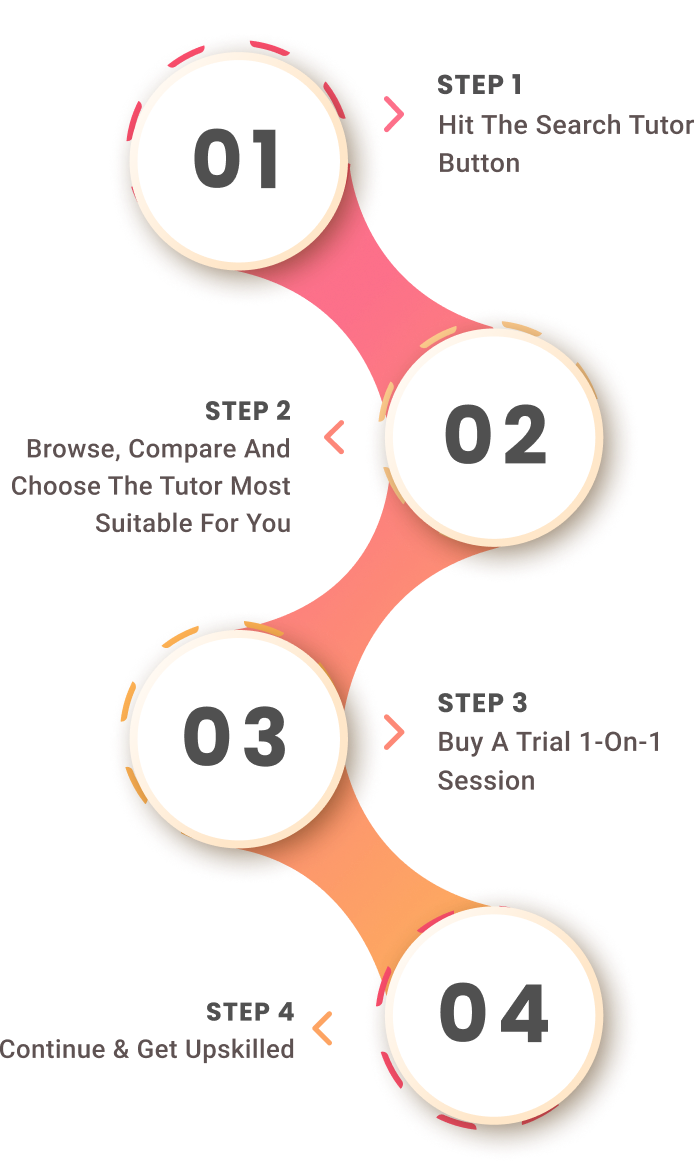 01
STEP 1
Hit The Search Tutor
Button
02
STEP 2
Browse, Compare And
Choose The Tutor Most
Suitable For You
03
STEP 3
Buy A Trial 1-On-1
Session
04
STEP 4
Continue & Get Upskilled